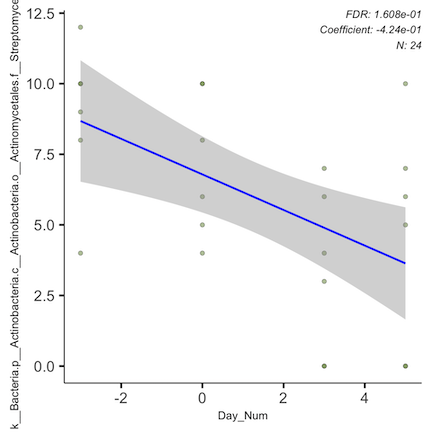 FDR: 1.608e-01
Coefficient: -4.24e-01
N: 24
k__Bacteria.p__Actinobacteria.c__Actinobacteria.o__Actinomycetales.f__Streptomyce
12.5
10.0
7.5
5.0
2.5
0.0
-2
0
2
4
Day_Num